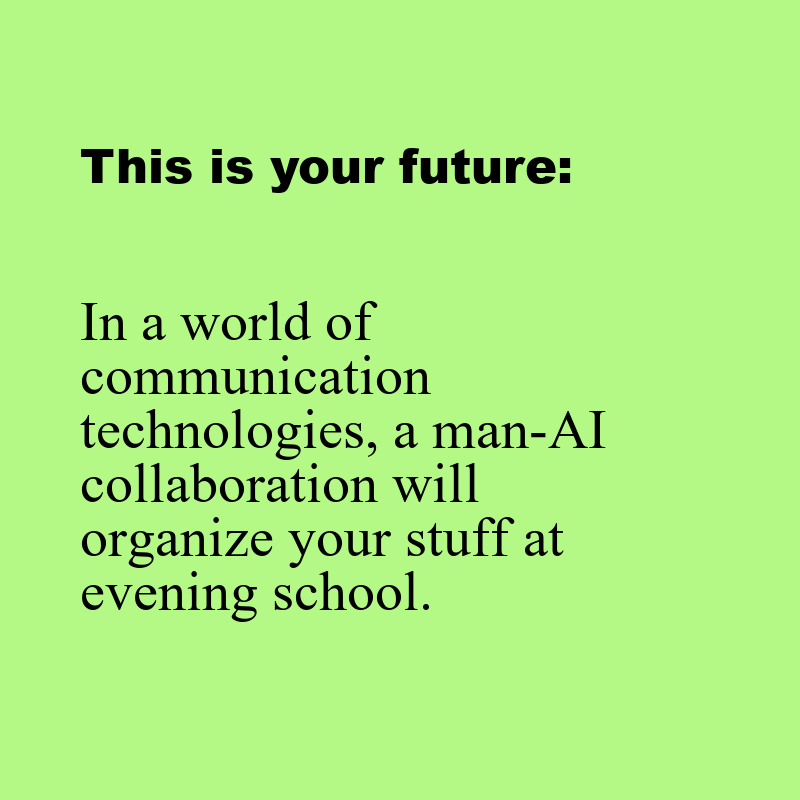 This is your future:
In a world of
communication
technologies, a man-AI
collaboration will
organize your stuff at
evening school.